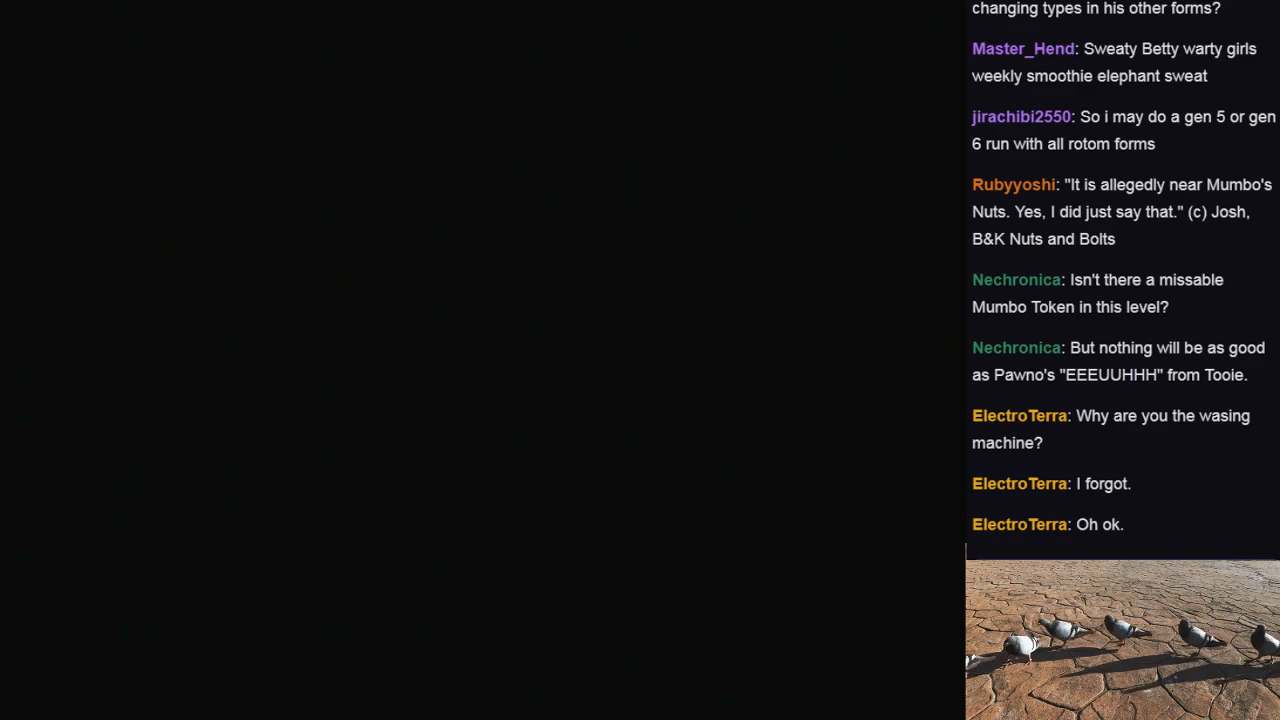 changing types in his other forms?
Master_Hend: Sweaty Betty warty girls
weekly smoothie elephant sweat
jirachibi2550: So i may do a gen 5 or gen
6 run with all rotom forms
Rubyyoshi: "It is allegedly near Mumbo's
Nuts. Yes, I did just say that." (c) Josh,
B&K Nuts and Bolts
Nechronica: Isn't there a missable
Mumbo Token in this level?
Nechronica: But nothing will be as good
as Pawno's "EEEUUHHH" from Tooie.
ElectroTerra: Why are you the wasing
machine?
ElectroTerra: I forgot.
ElectroTerra: Oh ok.